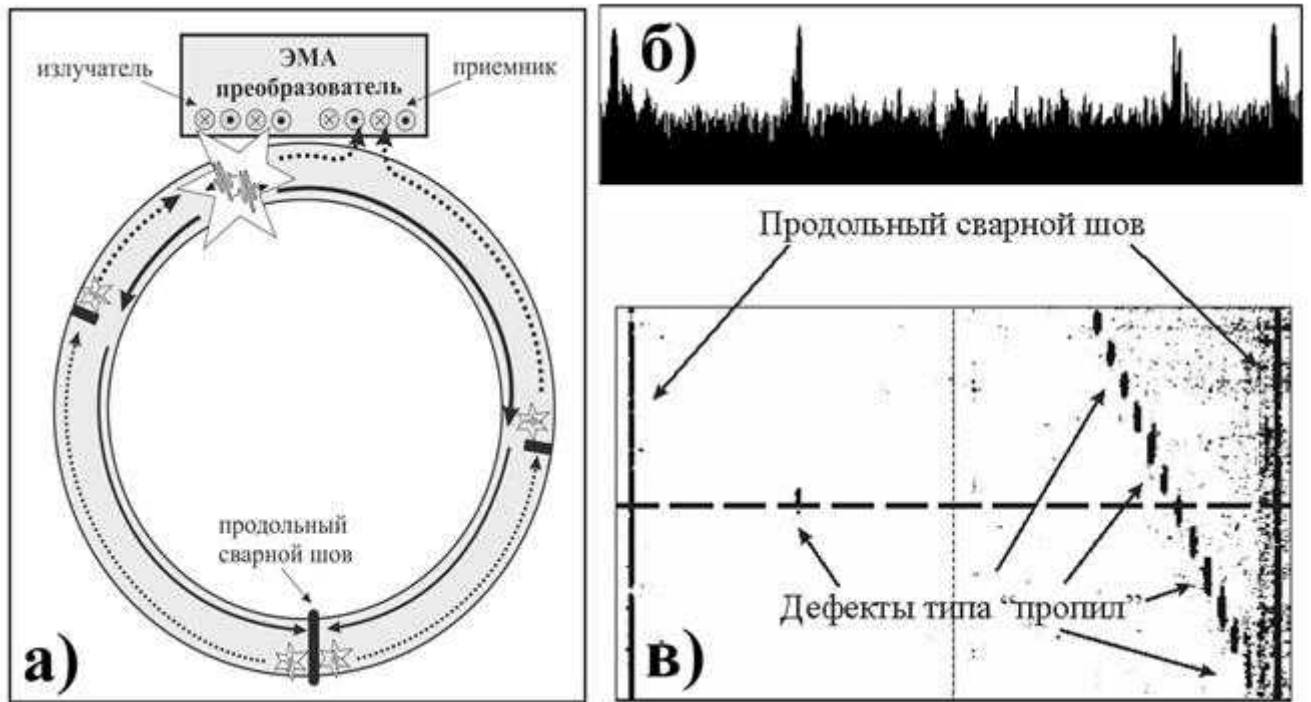 ЭМА
преобразователь
излучатель
приемник
продольный
сварной шов
а)
б)
Продольный сварной шов
Дефекты типа “пропил”
в)